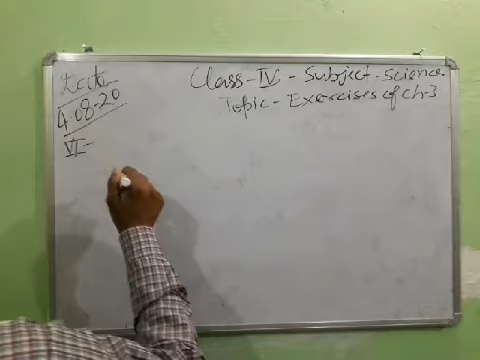 Date
4.08.20
Class-IV - Subject-Science.
Topic - Exercises of ch-3
VI-